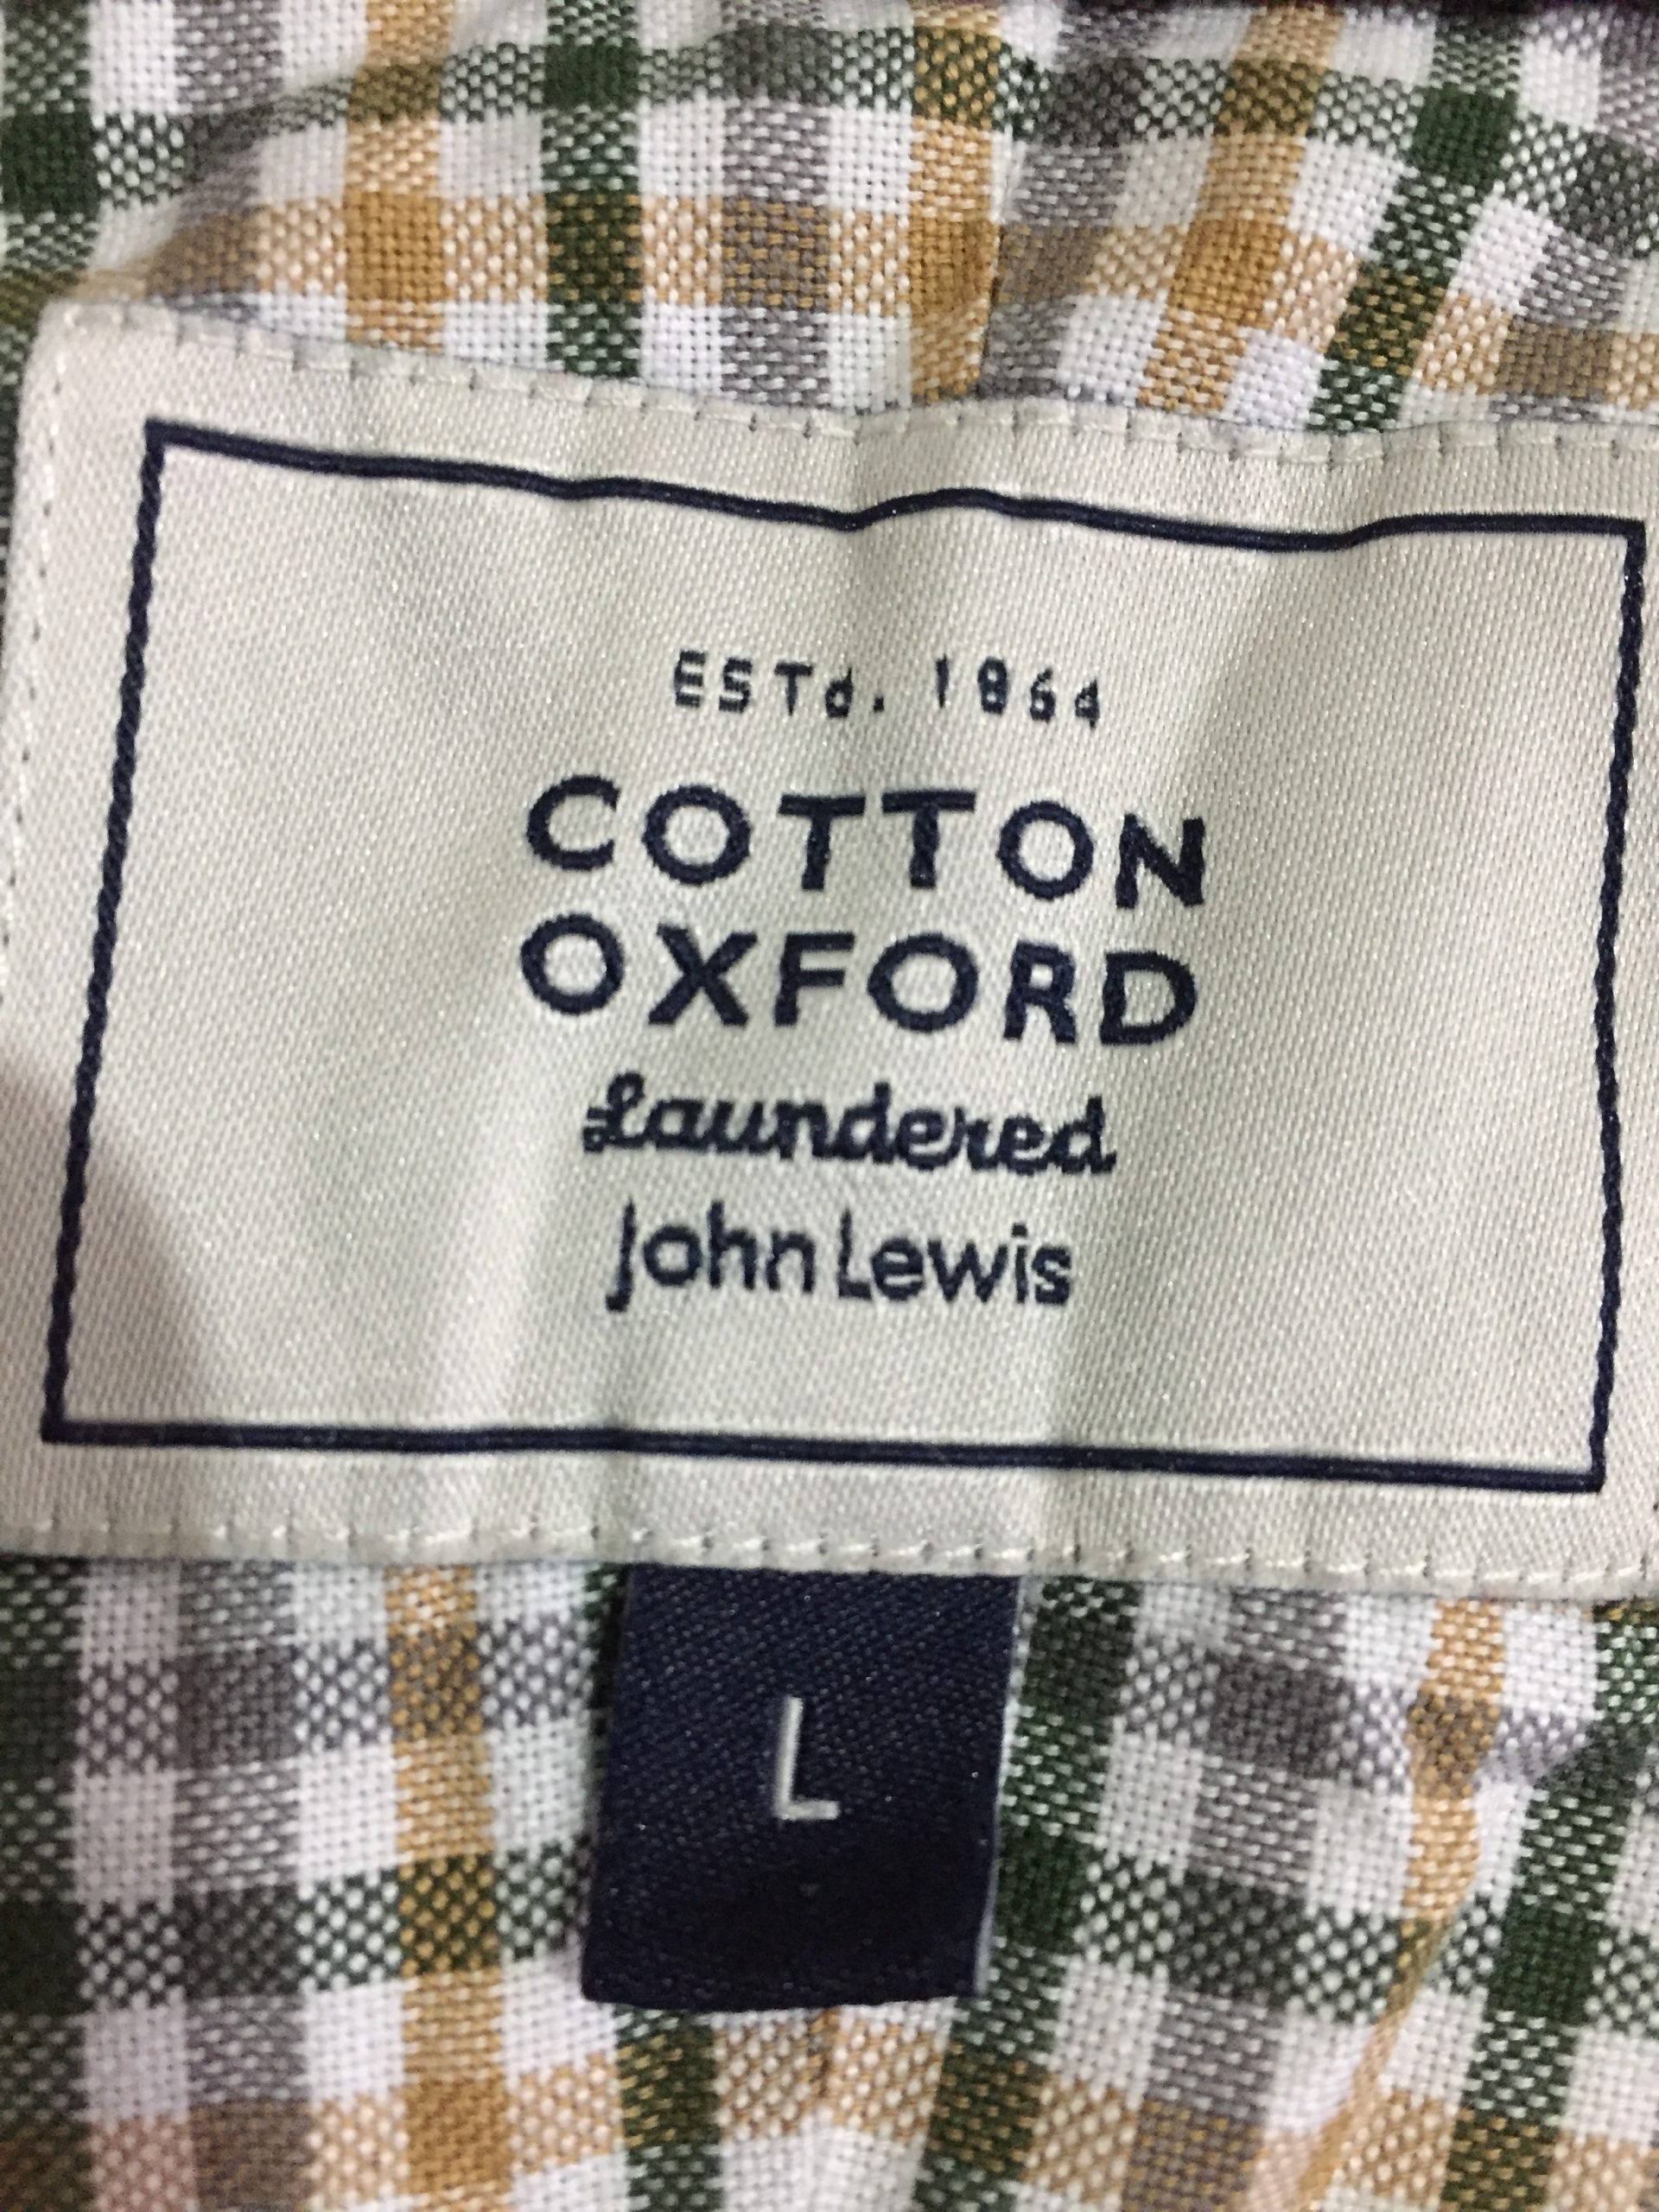 ESTd. 1864
COTTON
OXFORD
Laundered
John Lewis
L